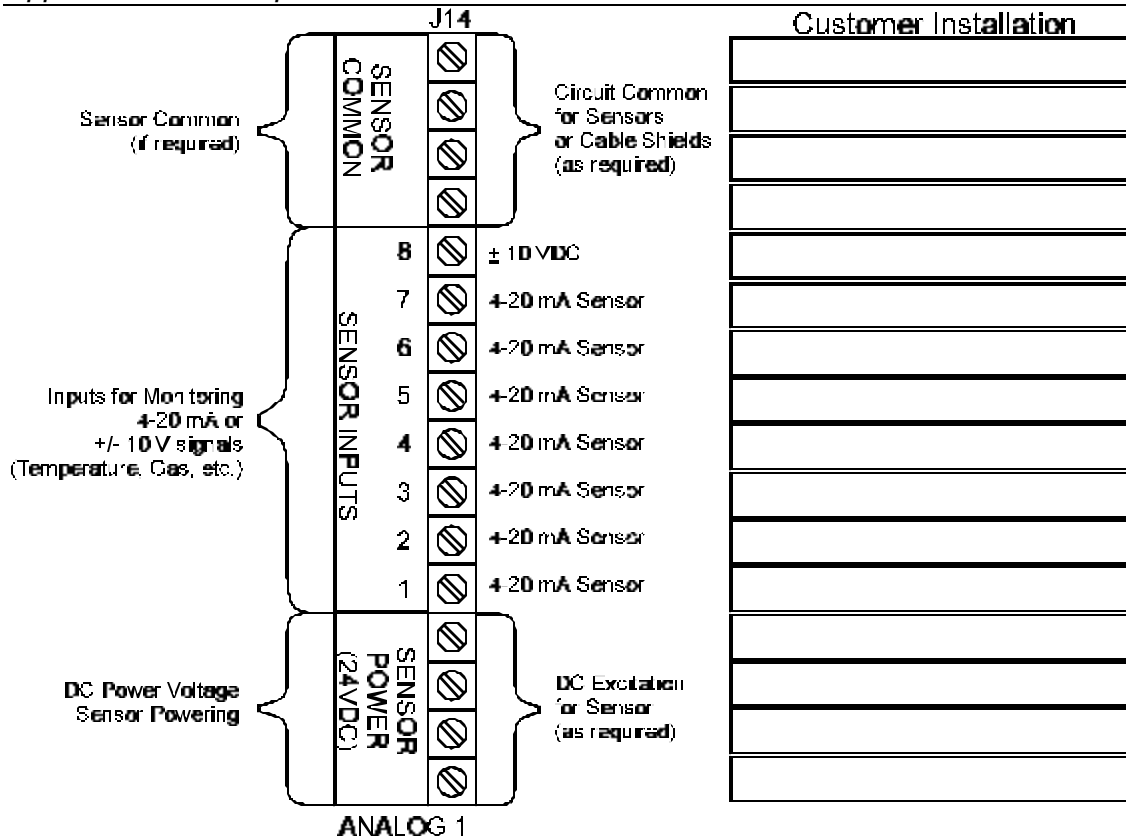 J14
Customer Installation
SENSOR
COMMON
Sensor Common
(if required)
Circuit Common
for Sensors
or Cable Shields
(as required)
8 ± 10 VDC
7 4-20 mA Sensor
6 4-20 mA Sensor
5 4-20 mA Sensor
4 4-20 mA Sensor
3 4-20 mA Sensor
2 4-20 mA Sensor
1 4-20 mA Sensor
SENSOR INPUTS
Inputs for Monitoring
4-20 mA or
+/- 10 V signals
(Temperature, Gas, etc.)
SENSOR
POWER
(24VDC)
DC Power Voltage
Sensor Powering
DC Excitation
for Sensor
(as required)
ANALOG 1